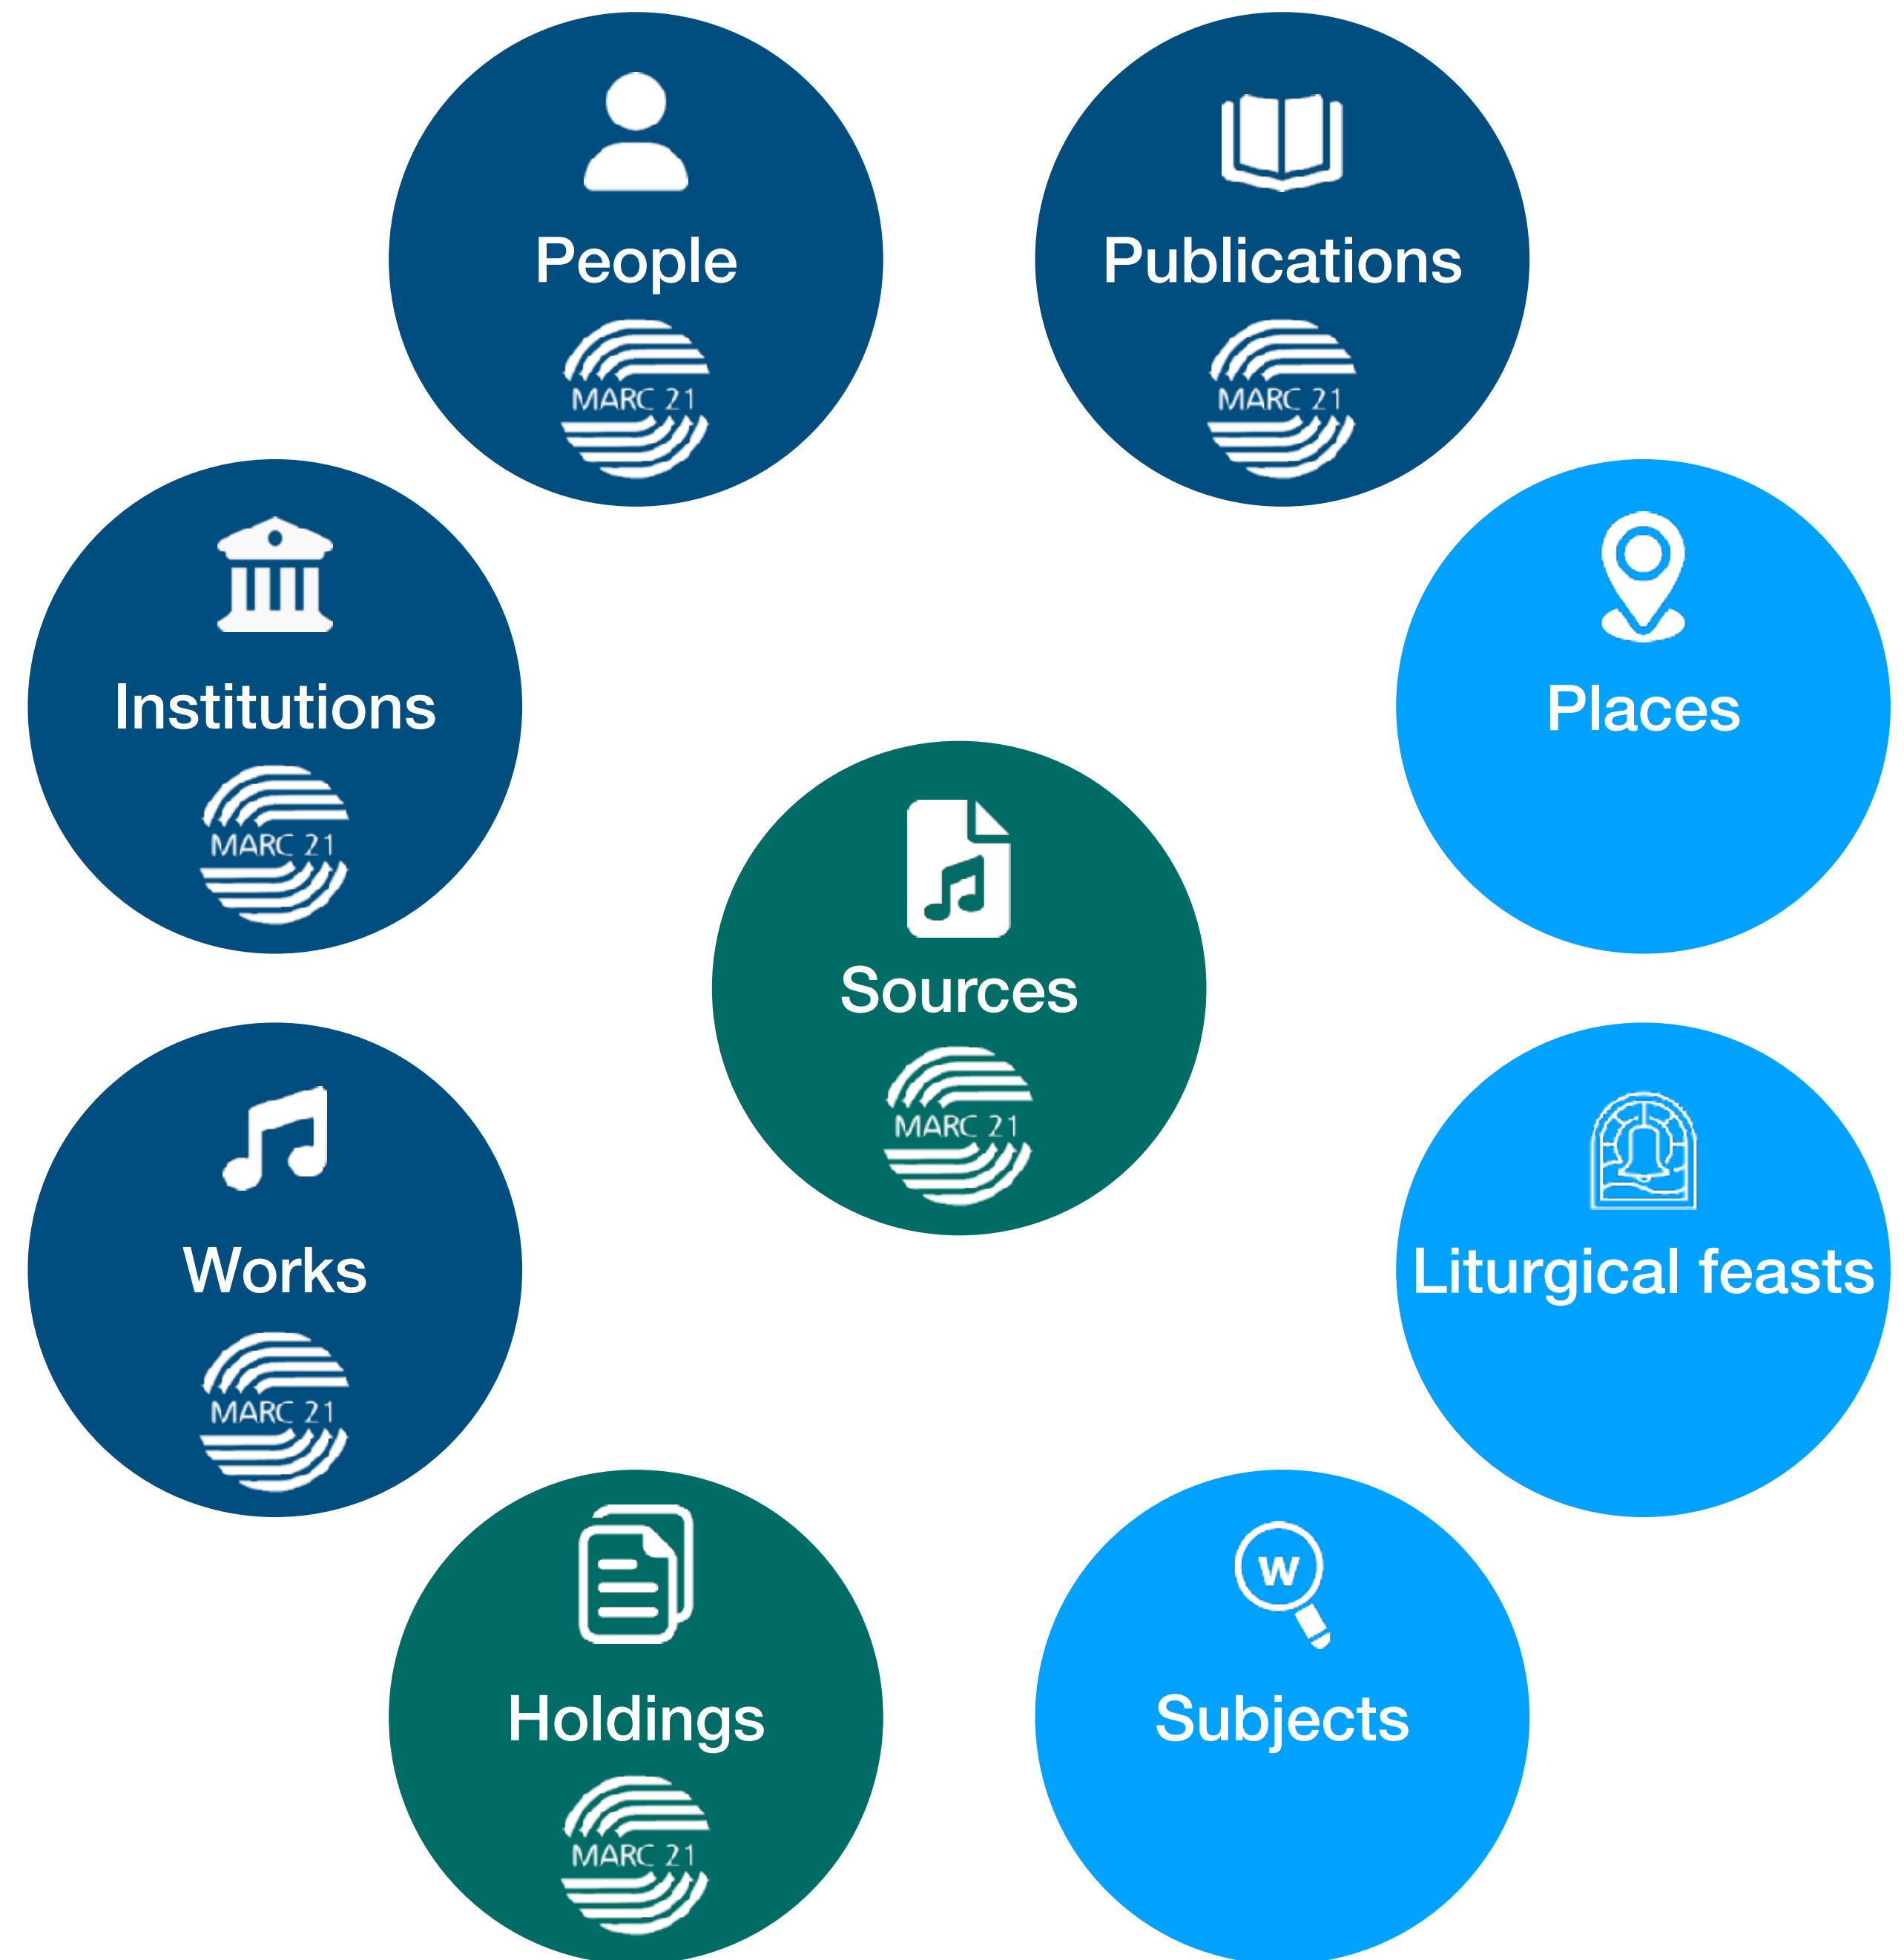 People
MARC 21
Publications
MARC 21
Institutions
MARC 21
Places
Sources
MARC 21
Works
MARC 21
Liturgical feasts
Holdings
MARC 21
W
Subjects